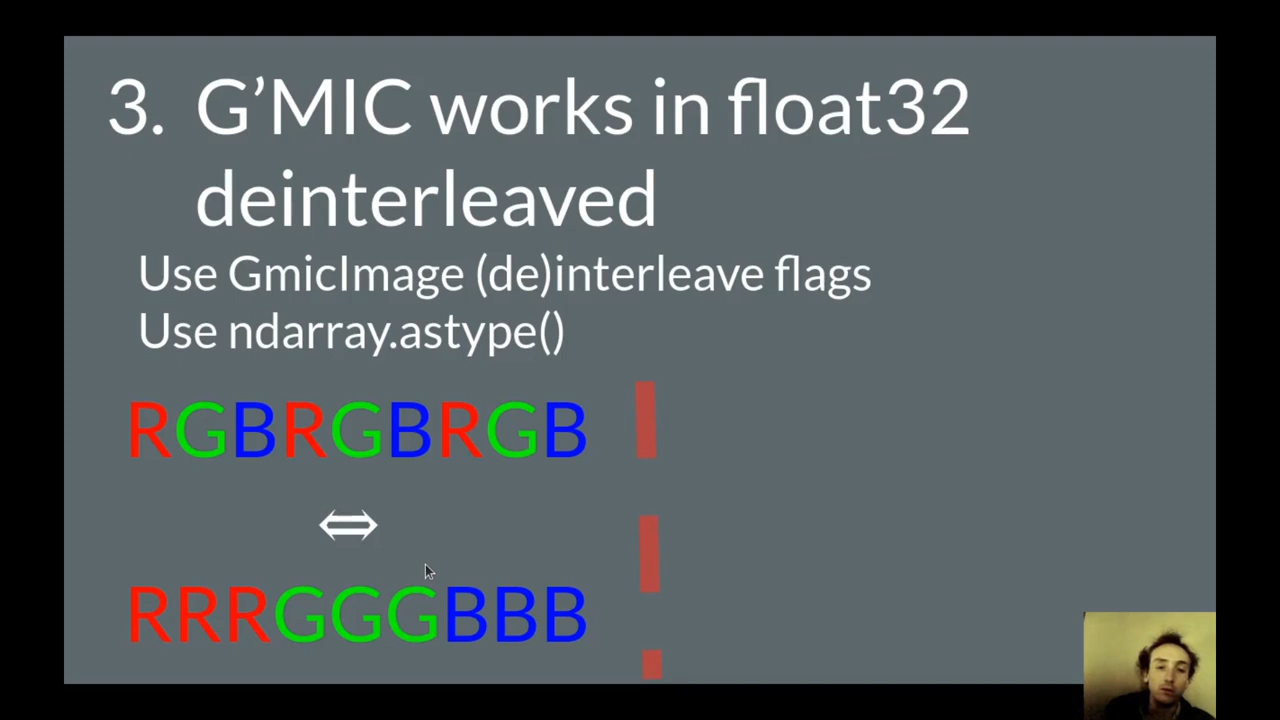 3. G’MIC works in float32
deinterleaved
Use GmicImage (de)interleave flags
Use ndarray.astype()
RGBRGBRGB
⇔
RRRGGGBBB